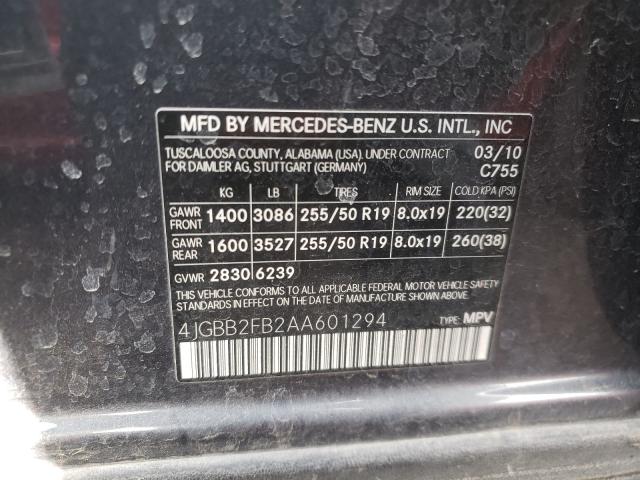 MFD BY MERCEDES-BENZ U.S. INTL., INC
TUSCALOOSA COUNTY, ALABAMA (USA). UNDER CONTRACT 03/10
FOR DAIMLER AG, STUTTGART (GERMANY) C755
KG LB TIRES RIM SIZE COLD KPA (PSI)
GAWR FRONT 1400 3086 255/50 R19 8.0x19 220(32)
GAWR REAR 1600 3527 255/50 R19 8.0x19 260(38)
GVWR 2830 6239
THIS VEHICLE CONFORMS TO ALL APPLICABLE FEDERAL MOTOR VEHICLE SAFETY
STANDARDS IN EFFECT ON THE DATE OF MANUFACTURE SHOWN ABOVE.
4JGBB2FB2AA601294 TYPE: MPV